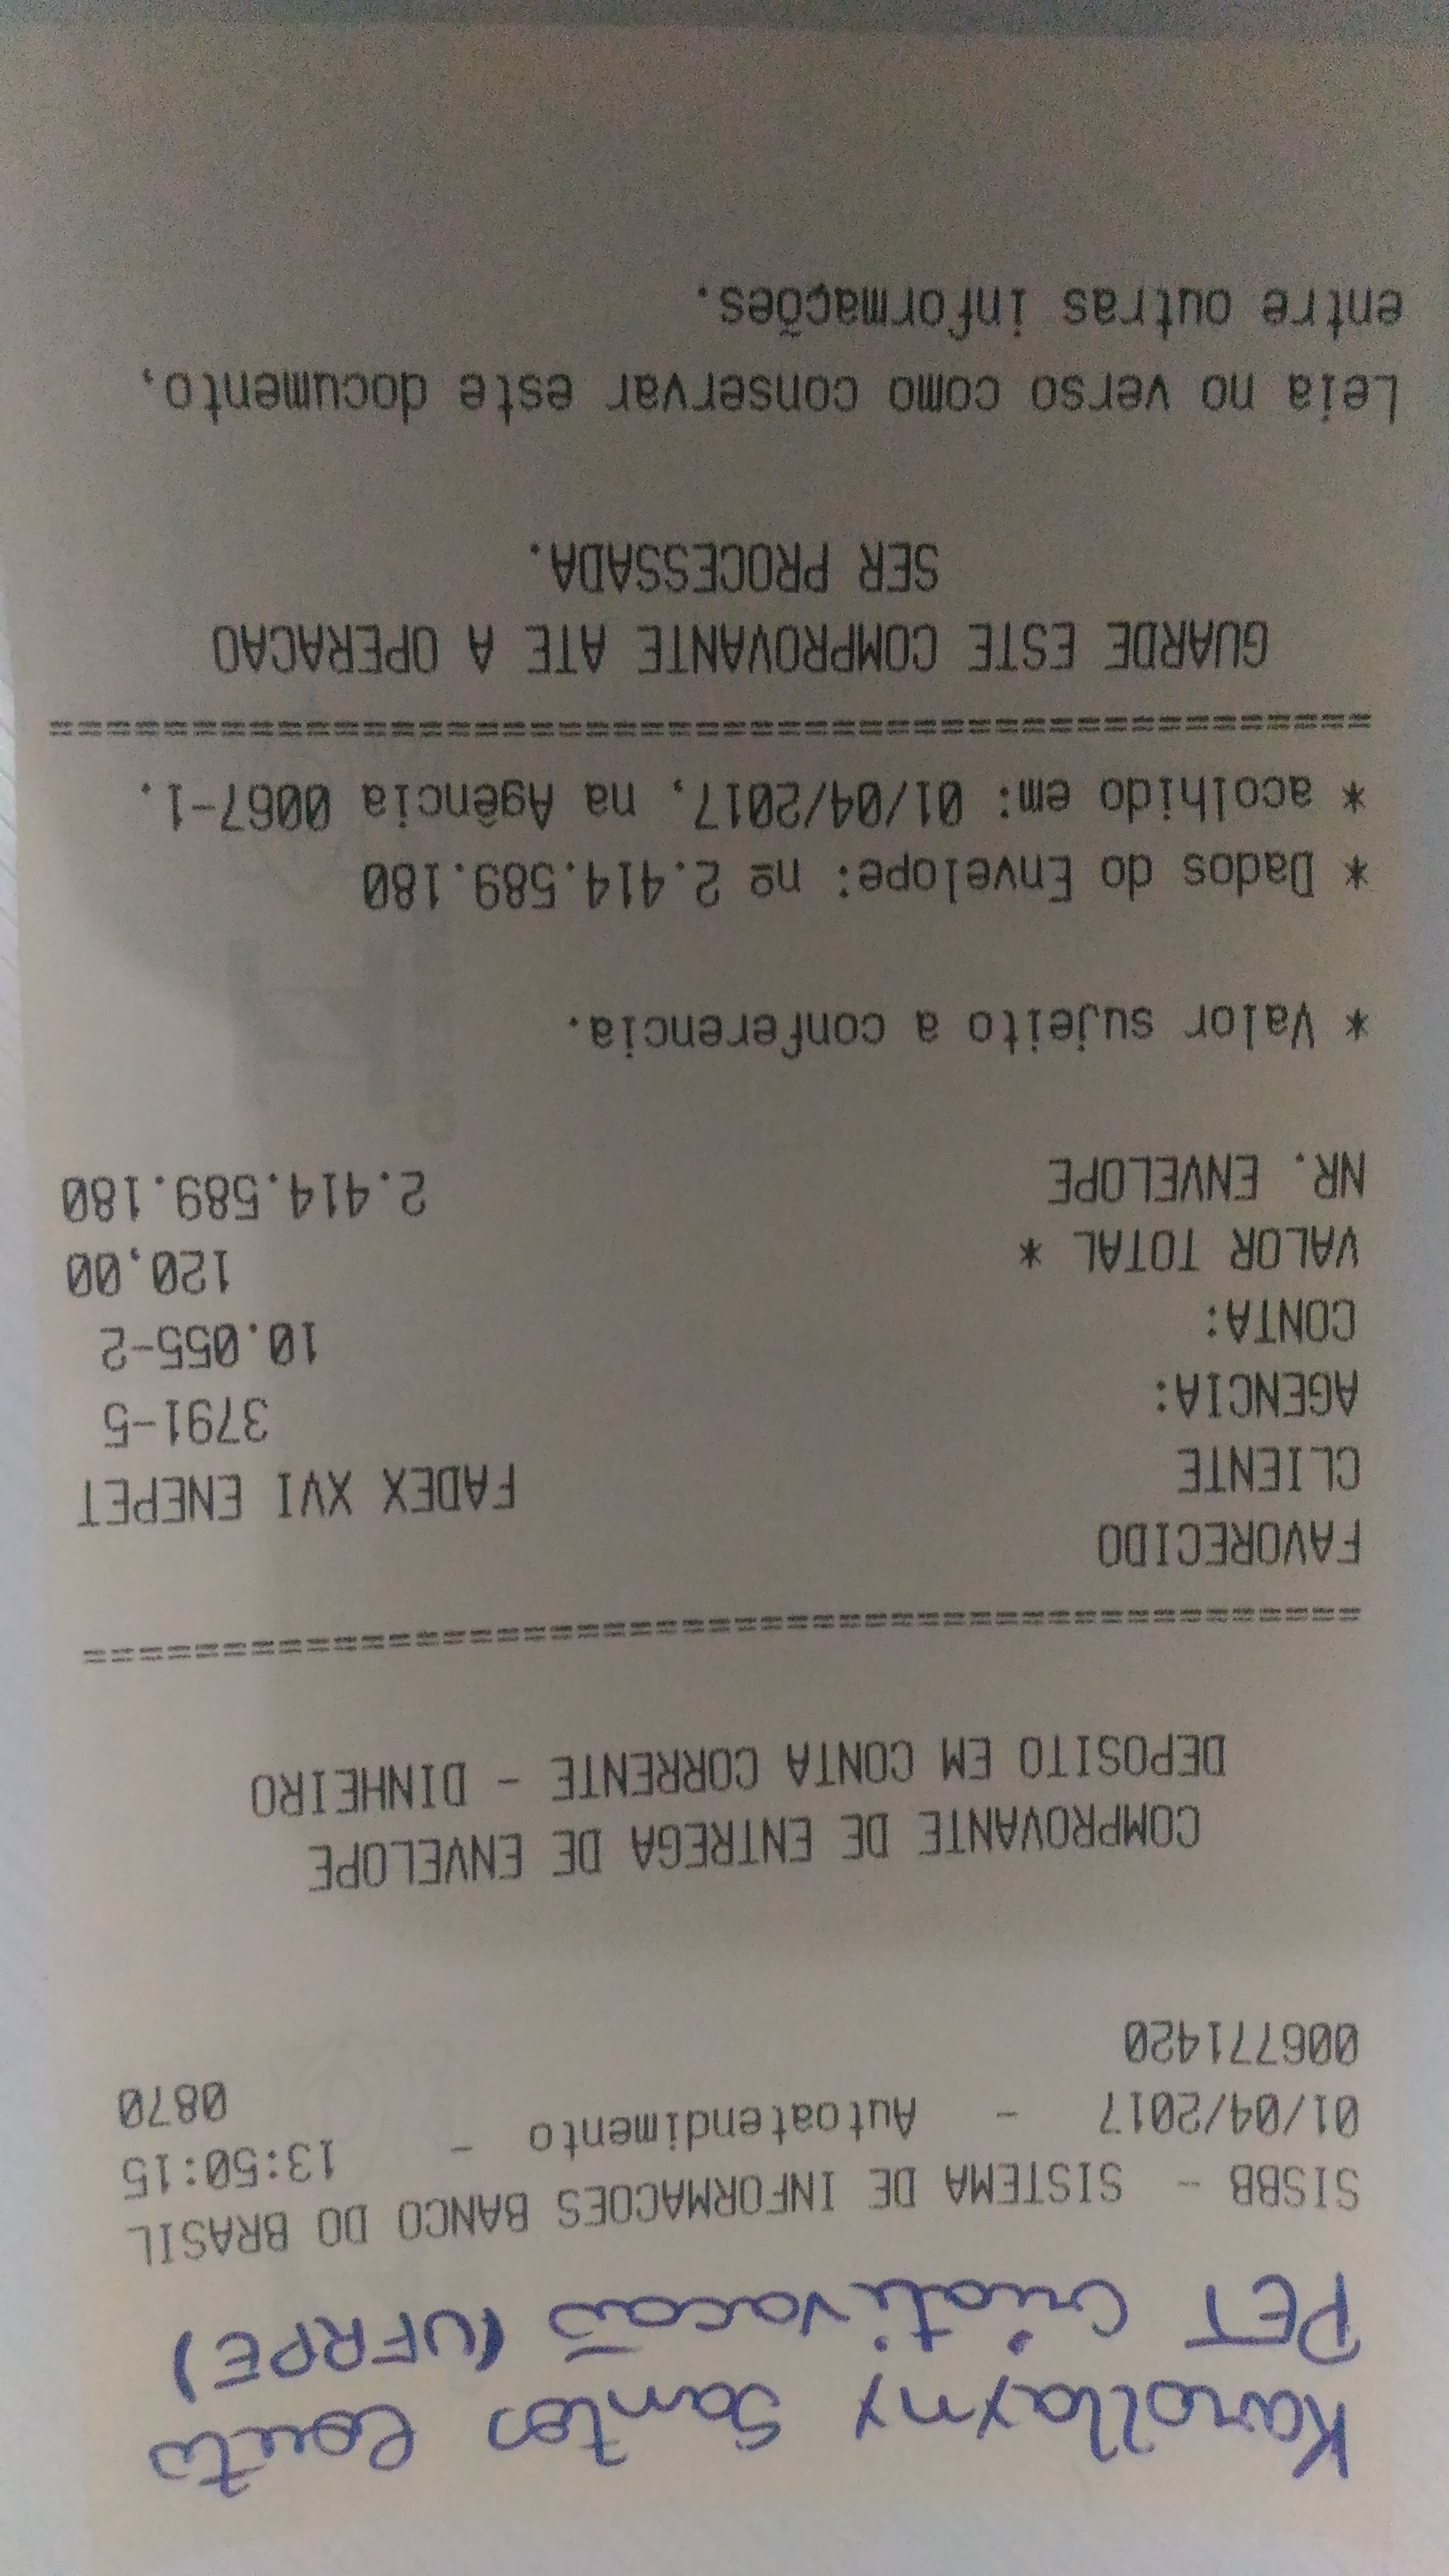 Karollayny Santos Couto
PET Criativacaõ (UFRPE)
SISBB - SISTEMA DE INFORMACOES BANCO DO BRASIL
01/04/2017 - Autoatendimento - 13:50:15
006771420 0870
COMPROVANTE DE ENTREGA DE ENVELOPE
DEPOSITO EM CONTA CORRENTE - DINHEIRO
================================================
FAVORECIDO
CLIENTE FADEX XVI ENEPET
AGENCIA: 3791-5
CONTA: 10.055-2
VALOR TOTAL * 120,00
NR. ENVELOPE 2.414.589.180
* Valor sujeito a conferencia.
* Dados do Envelope: nº 2.414.589.180
* acolhido em: 01/04/2017, na Agência 0067-1.
================================================
GUARDE ESTE COMPROVANTE ATE A OPERACAO
SER PROCESSADA.
Leia no verso como conservar este documento,
entre outras informações.